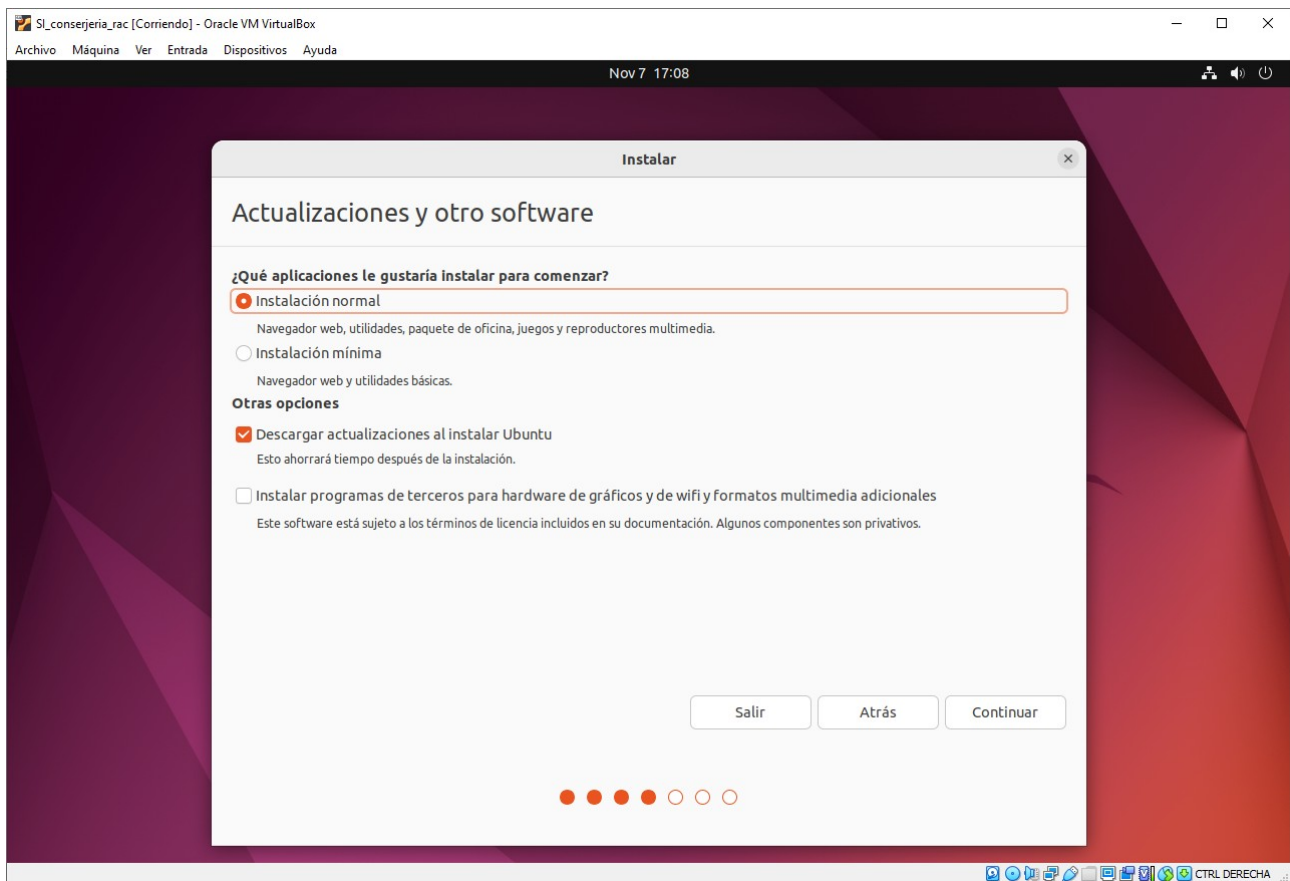 SI_conserjeria_rac [Corriendo] - Oracle VM VirtualBox
Archivo Máquina Ver Entrada Dispositivos Ayuda
Nov 7 17:08
Instalar
Actualizaciones y otro software
¿Qué aplicaciones le gustaría instalar para comenzar?
Instalación normal
Navegador web, utilidades, paquete de oficina, juegos y reproductores multimedia.
Instalación mínima
Navegador web y utilidades básicas.
Otras opciones
Descargar actualizaciones al instalar Ubuntu
Esto ahorrará tiempo después de la instalación.
Instalar programas de terceros para hardware de gráficos y de wifi y formatos multimedia adicionales
Este software está sujeto a los términos de licencia incluidos en su documentación. Algunos componentes son privativos.
Salir Atrás Continuar
CTRL DERECHA